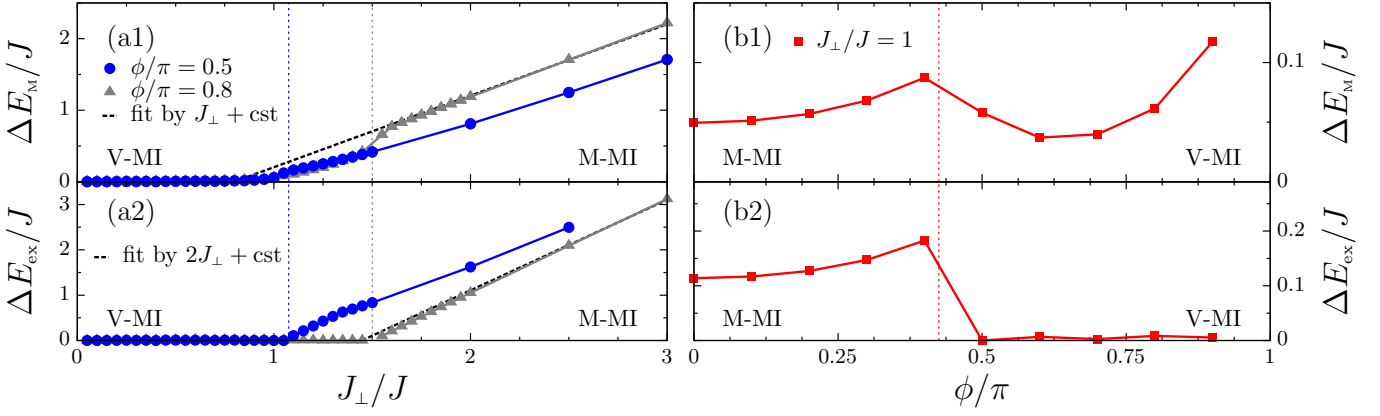 (a1)
ϕ/π = 0.5
ϕ/π = 0.8
fit by J⊥ + cst
V-MI
M-MI
ΔE_M/J
0
1
2
(b1)
J⊥/J = 1
M-MI
V-MI
0.1
0
ΔE_M/J
(a2)
fit by 2J⊥ + cst
V-MI
M-MI
ΔE_ex/J
0
1
2
3
0
1
2
3
J⊥/J
(b2)
M-MI
V-MI
0.2
0.1
0
ΔE_ex/J
0
0.25
0.5
0.75
1
ϕ/π